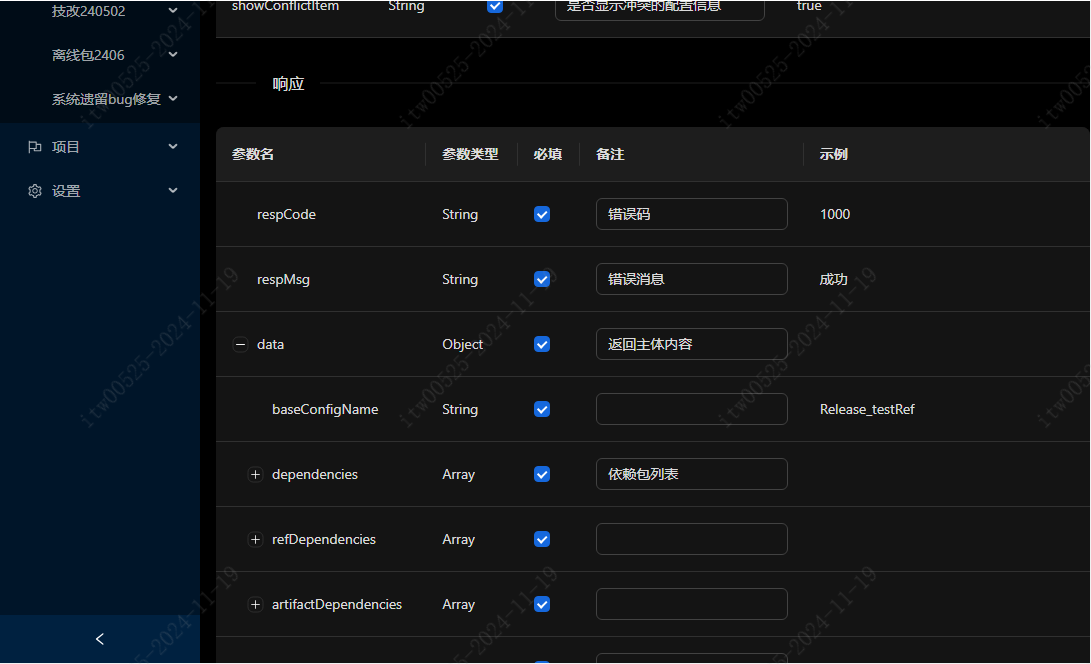 技改240502
showConflictItem String 是否显示冲突的配置信息 true
离线包2406
系统遗留bug修复
响应
项目
参数名 参数类型 必填 备注 示例
设置
respCode String 错误码 1000
respMsg String 错误消息 成功
data Object 返回主体内容
baseConfigName String Release_testRef
dependencies Array 依赖包列表
refDependencies Array
artifactDependencies Array
itw00525-2024-11-19